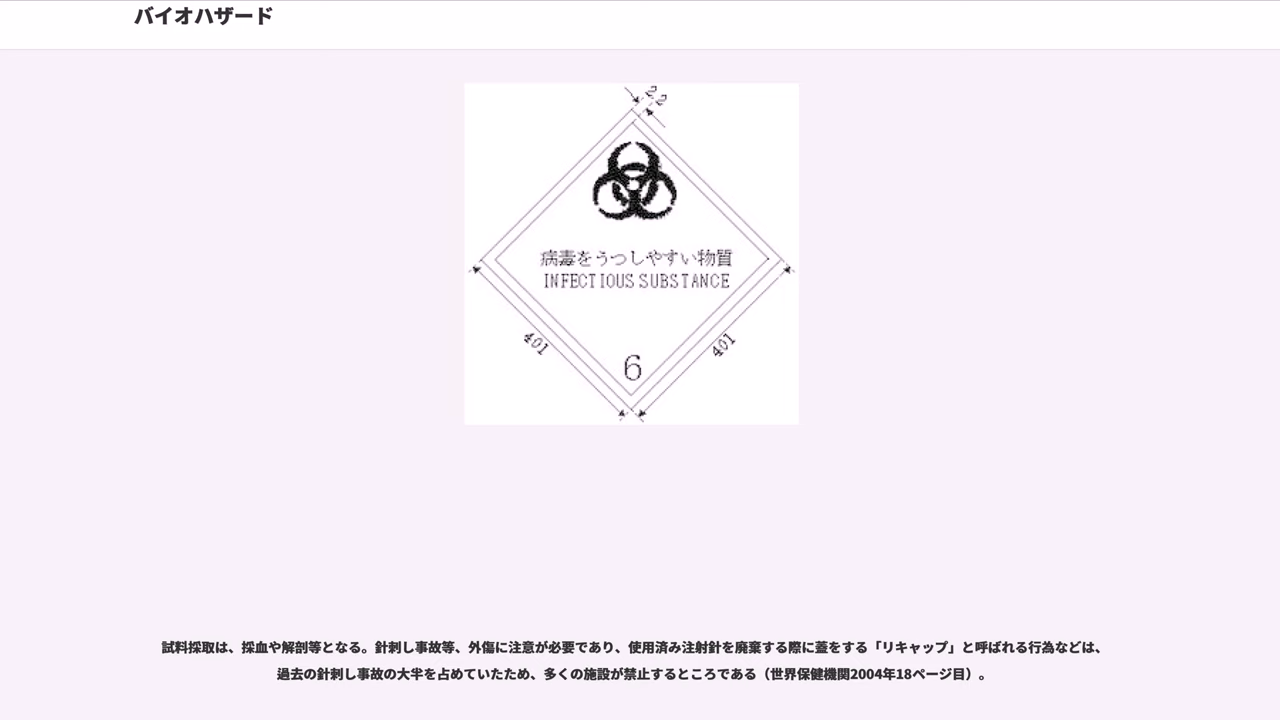 バイオハザード
2.2
病毒をうつしやすい物質
INFECTIOUS SUBSTANCE
401
401
6
試料採取は、採血や解剖等となる。針刺し事故等、外傷に注意が必要であり、使用済み注射針を廃棄する際に蓋をする「リキャップ」と呼ばれる行為などは、
過去の針刺し事故の大半を占めていたため、多くの施設が禁止するところである（世界保健機関2004年18ページ目）。